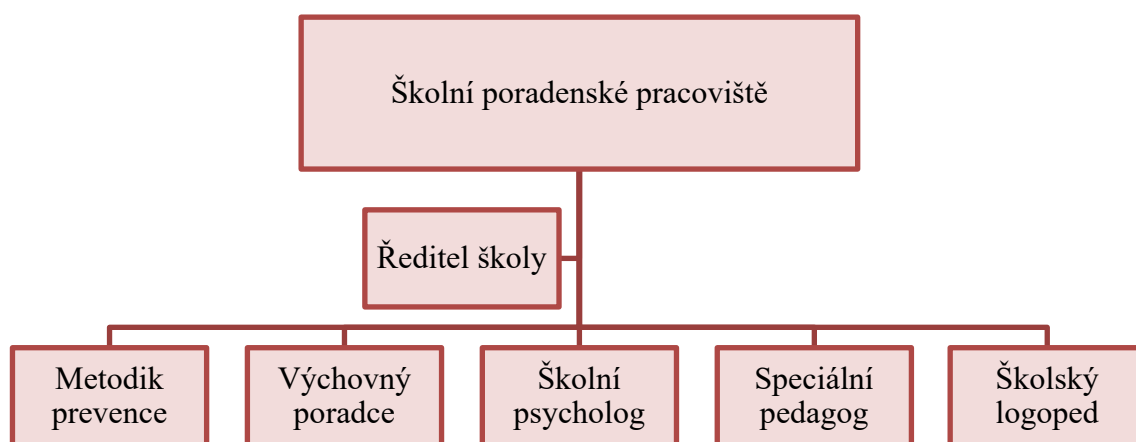 Školní poradenské pracoviště
Ředitel školy
Metodik
prevence
Výchovný
poradce
Školní
psycholog
Speciální
pedagog
Školský
logoped